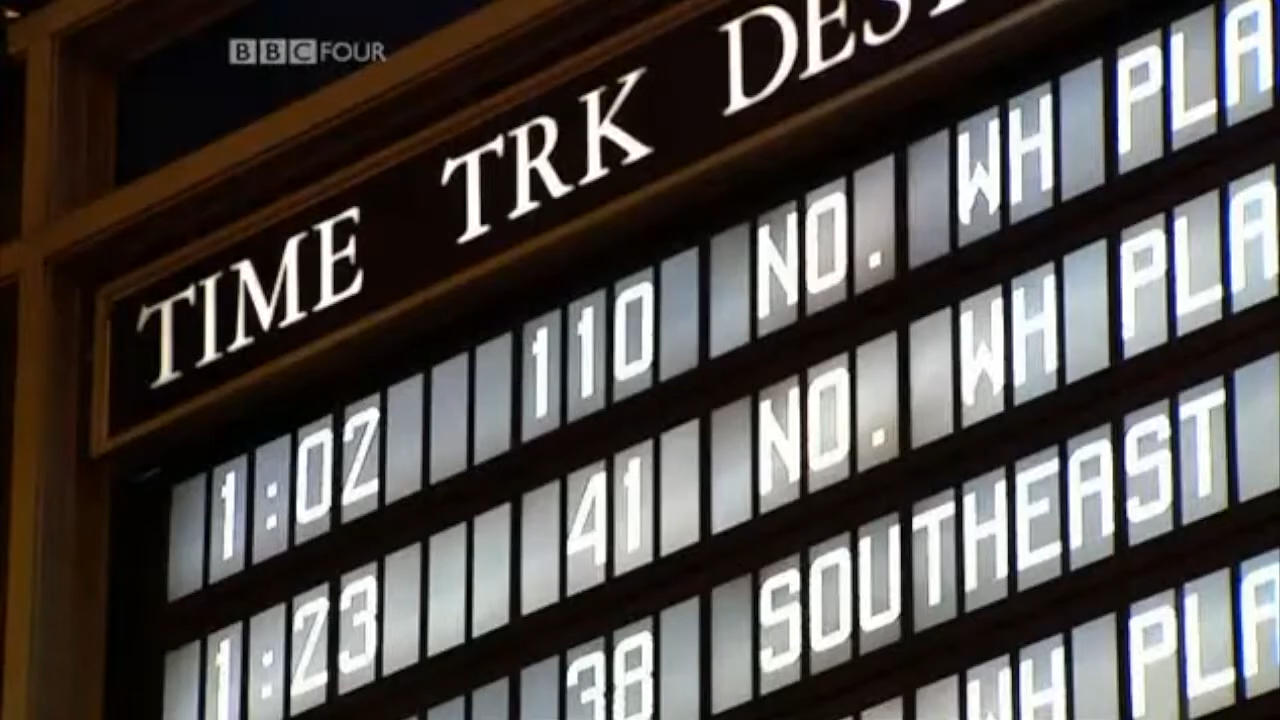 BBC FOUR
TIME TRK DES
1:02 110 NO. WH PLA
1:23 41 NO. WH PLA
38 SOUTHEAST
WH PLA